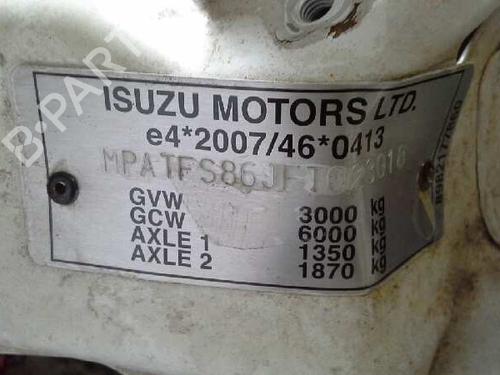 B-PARTS
ISUZU MOTORS LTD.
e4*2007/46*0413
GVW 3000 kg
GCW 6000 kg
AXLE 1 1350 kg
AXLE 2 1870 kg